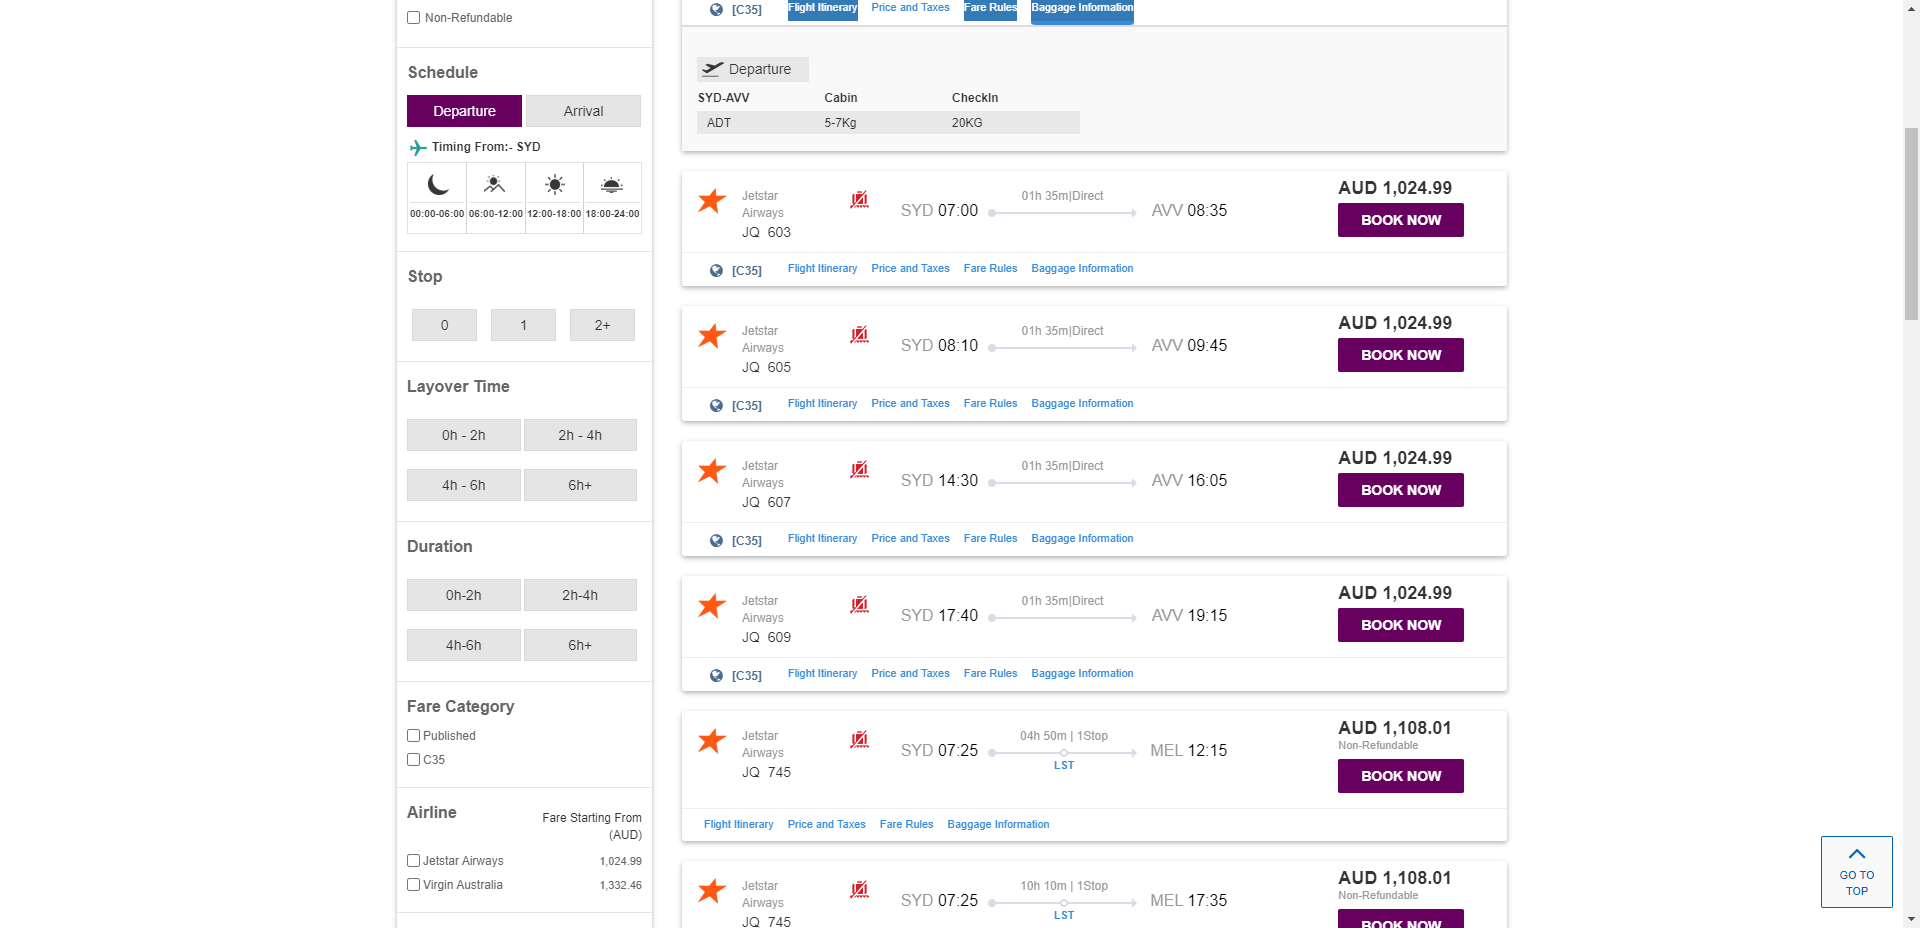 Non-Refundable
Schedule
Departure Arrival
Timing From:- SYD
00:00-06:00 06:00-12:00 12:00-18:00 18:00-24:00
Stop
0 1 2+
Layover Time
0h - 2h 2h - 4h
4h - 6h 6h+
Duration
0h-2h 2h-4h
4h-6h 6h+
Fare Category
Published
C35
Airline Fare Starting From
(AUD)
Jetstar Airways 1,024.99
Virgin Australia 1,332.46
[C35] Flight Itinerary Price and Taxes Fare Rules Baggage Information
Departure
SYD-AVV Cabin CheckIn
ADT 5-7Kg 20KG
Jetstar
Airways
JQ 603
SYD 07:00
01h 35m|Direct
AVV 08:35
AUD 1,024.99
BOOK NOW
[C35] Flight Itinerary Price and Taxes Fare Rules Baggage Information
Jetstar
Airways
JQ 605
SYD 08:10
01h 35m|Direct
AVV 09:45
AUD 1,024.99
BOOK NOW
[C35] Flight Itinerary Price and Taxes Fare Rules Baggage Information
Jetstar
Airways
JQ 607
SYD 14:30
01h 35m|Direct
AVV 16:05
AUD 1,024.99
BOOK NOW
[C35] Flight Itinerary Price and Taxes Fare Rules Baggage Information
Jetstar
Airways
JQ 609
SYD 17:40
01h 35m|Direct
AVV 19:15
AUD 1,024.99
BOOK NOW
[C35] Flight Itinerary Price and Taxes Fare Rules Baggage Information
Jetstar
Airways
JQ 745
SYD 07:25
04h 50m | 1Stop
LST
MEL 12:15
AUD 1,108.01
Non-Refundable
BOOK NOW
Flight Itinerary Price and Taxes Fare Rules Baggage Information
Jetstar
Airways
JQ 745
SYD 07:25
10h 10m | 1Stop
LST
MEL 17:35
AUD 1,108.01
Non-Refundable
BOOK NOW
GO TO
TOP